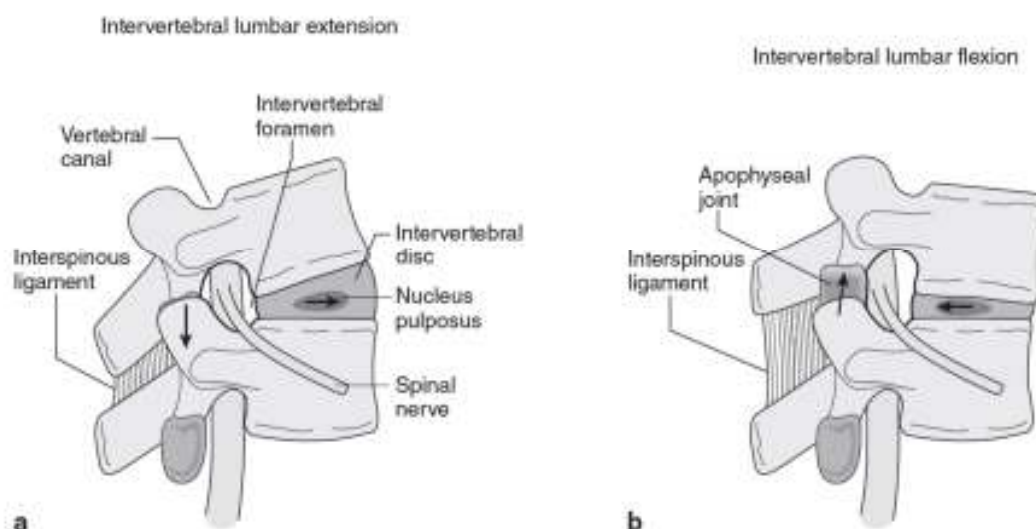 Intervertebral lumbar extension
Intervertebral
foramen
Vertebral
canal
Interspinous
ligament
Intervertebral
disc
Nucleus
pulposus
Spinal
nerve
a
Intervertebral lumbar flexion
Apophyseal
joint
Interspinous
ligament
b